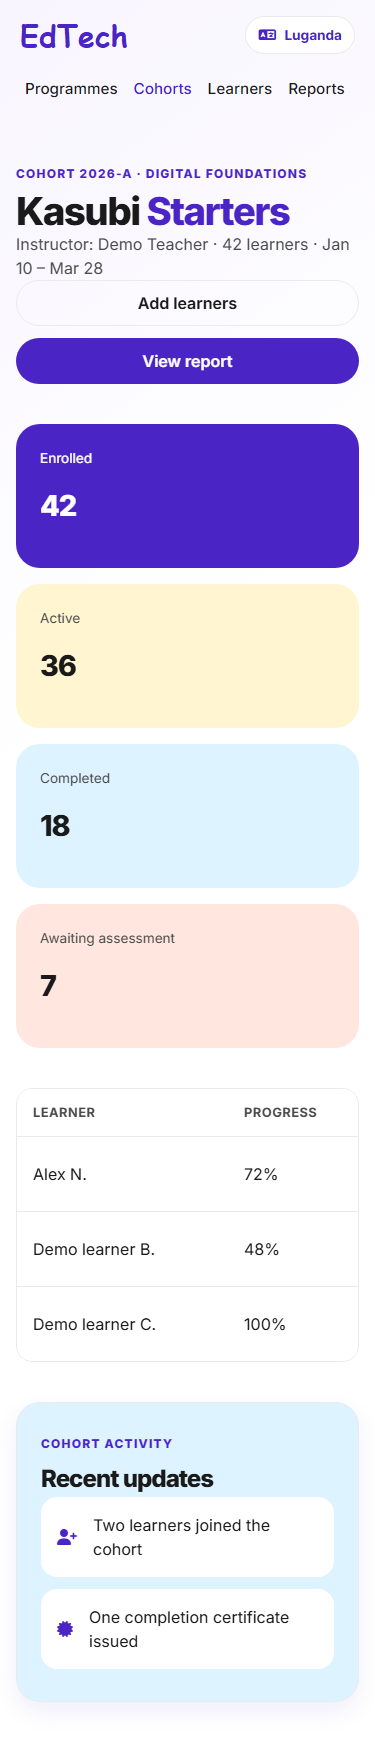 EdTech
Luganda
Programmes Cohorts Learners Reports
COHORT 2026-A · DIGITAL FOUNDATIONS
Kasubi Starters
Instructor: Demo Teacher · 42 learners · Jan
10 – Mar 28
Add learners
View report
Enrolled
42
Active
36
Completed
18
Awaiting assessment
7
LEARNER PROGRESS
Alex N. 72%
Demo learner B. 48%
Demo learner C. 100%
COHORT ACTIVITY
Recent updates
Two learners joined the
cohort
One completion certificate
issued